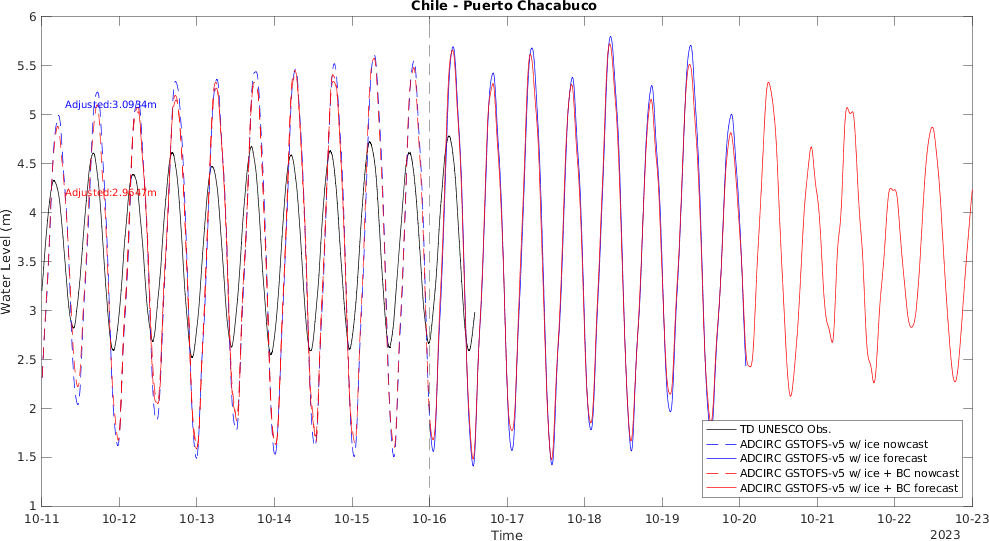 Chile - Puerto Chacabuco
6
5.5
5
4.5
4
3.5
3
2.5
2
1.5
1
Water Level (m)
Adjusted:3.0934m
Adjusted:2.9547m
TD UNESCO Obs.
ADCIRC GSTOFS-v5 w/ ice nowcast
ADCIRC GSTOFS-v5 w/ ice forecast
ADCIRC GSTOFS-v5 w/ ice + BC nowcast
ADCIRC GSTOFS-v5 w/ ice + BC forecast
10-11 10-12 10-13 10-14 10-15 10-16 10-17 10-18 10-19 10-20 10-21 10-22 10-23
Time
2023